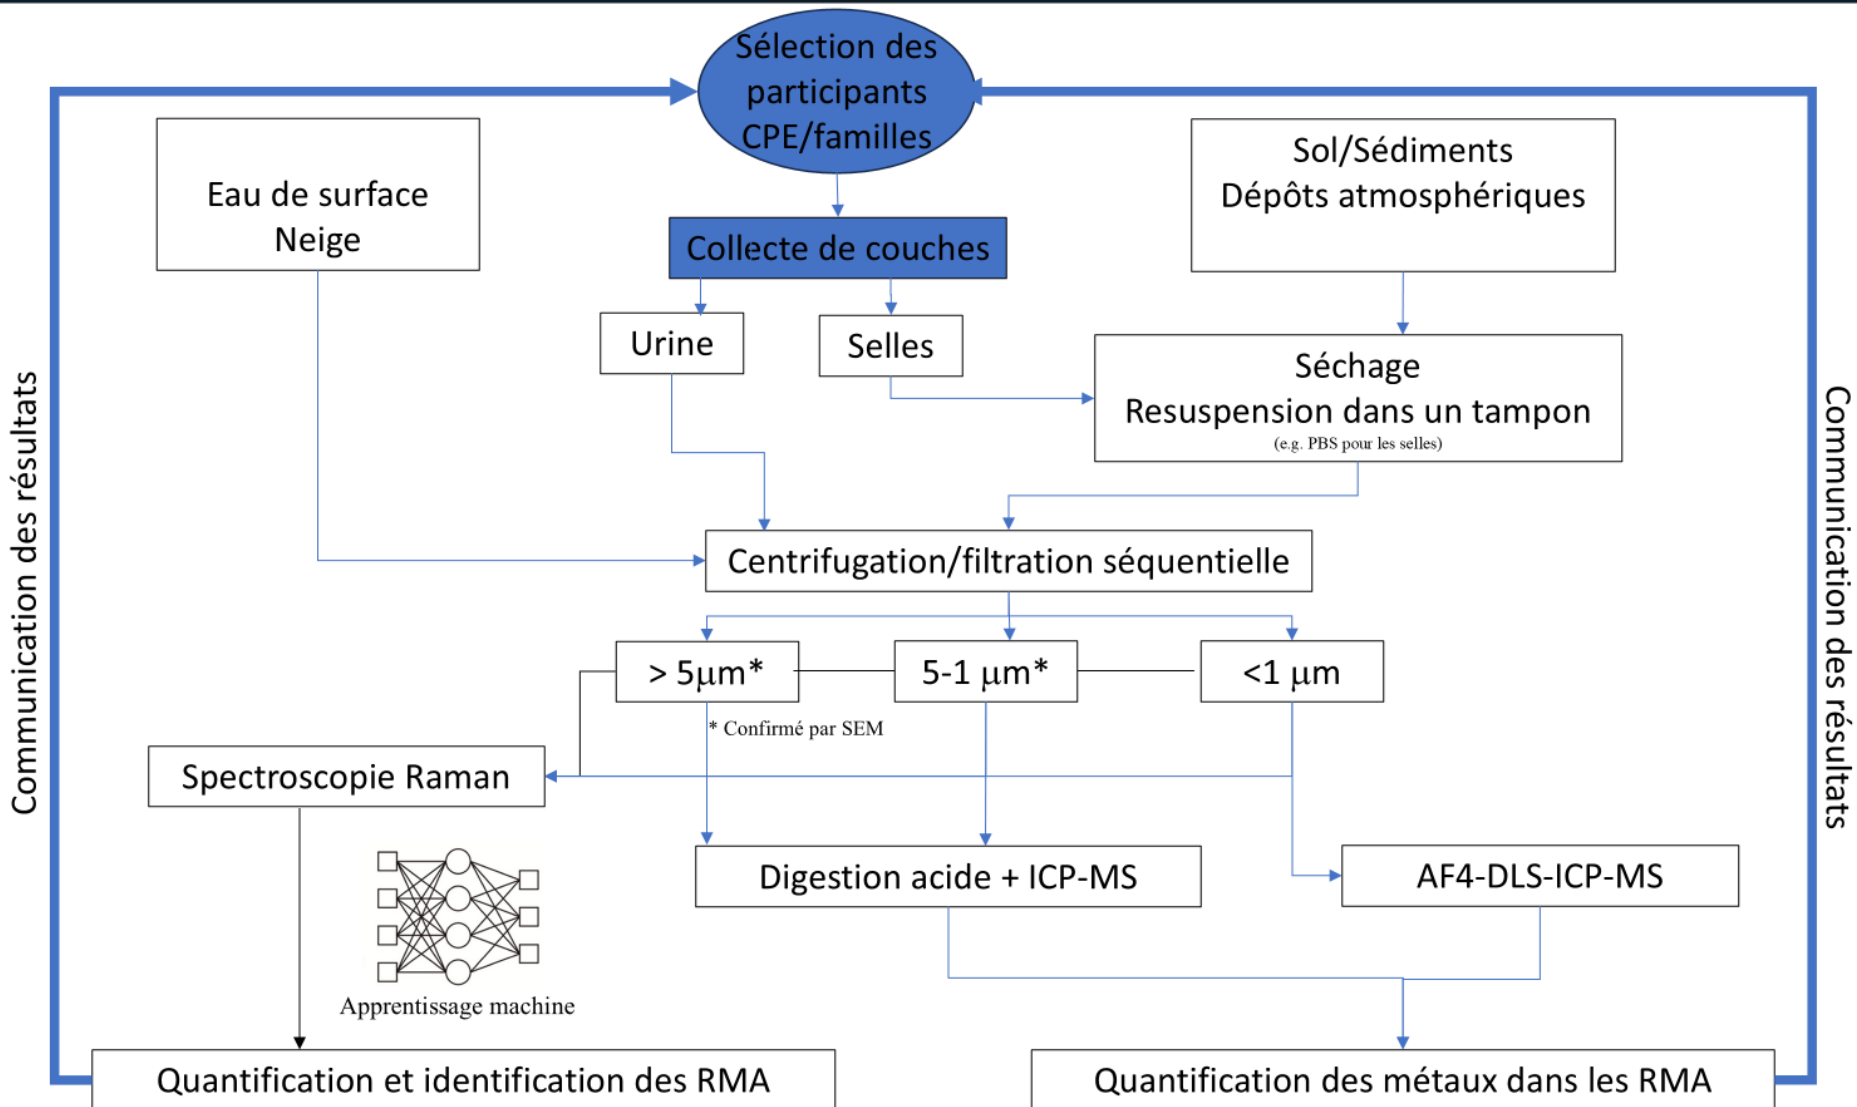 Sélection des
participants
CPE/familles
Eau de surface
Neige
Sol/Sédiments
Dépôts atmosphériques
Collecte de couches
Urine
Selles
Séchage
Resuspension dans un tampon
(e.g. PBS pour les selles)
Communication des résultats
Communication des résultats
Centrifugation/filtration séquentielle
> 5μm*
5-1 μm*
<1 μm
* Confirmé par SEM
Spectroscopie Raman
Digestion acide + ICP-MS
AF4-DLS-ICP-MS
Apprentissage machine
Quantification et identification des RMA
Quantification des métaux dans les RMA